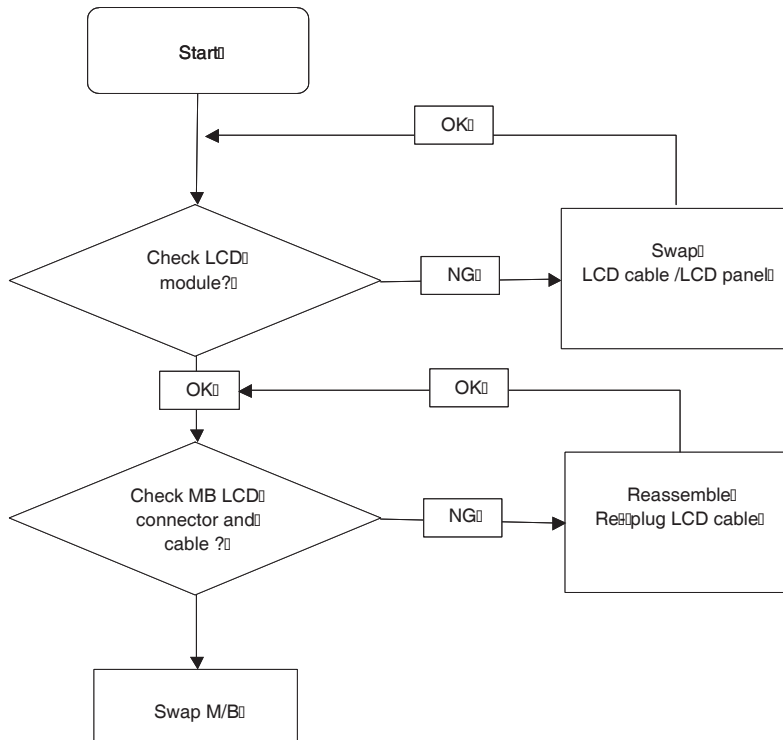 Start
OK
Check LCD
module?
NG
Swap
LCD cable /LCD panel
OK
OK
Check MB LCD
connector and
cable ?
NG
Reassemble
Re-plug LCD cable
Swap M/B